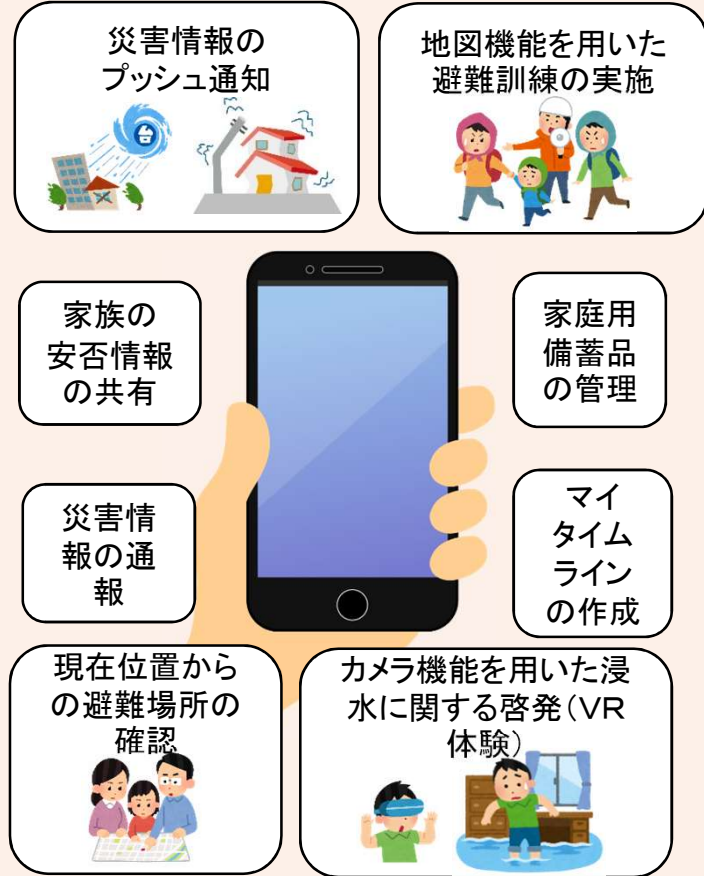 災害情報の
プッシュ通知
地図機能を用いた
避難訓練の実施
家族の
安否情報
の共有
家庭用
備蓄品
の管理
災害情
報の通
報
マイ
タイム
ライン
の作成
現在位置から
の避難場所の
確認
カメラ機能を用いた浸
水に関する啓発(VR
体験)